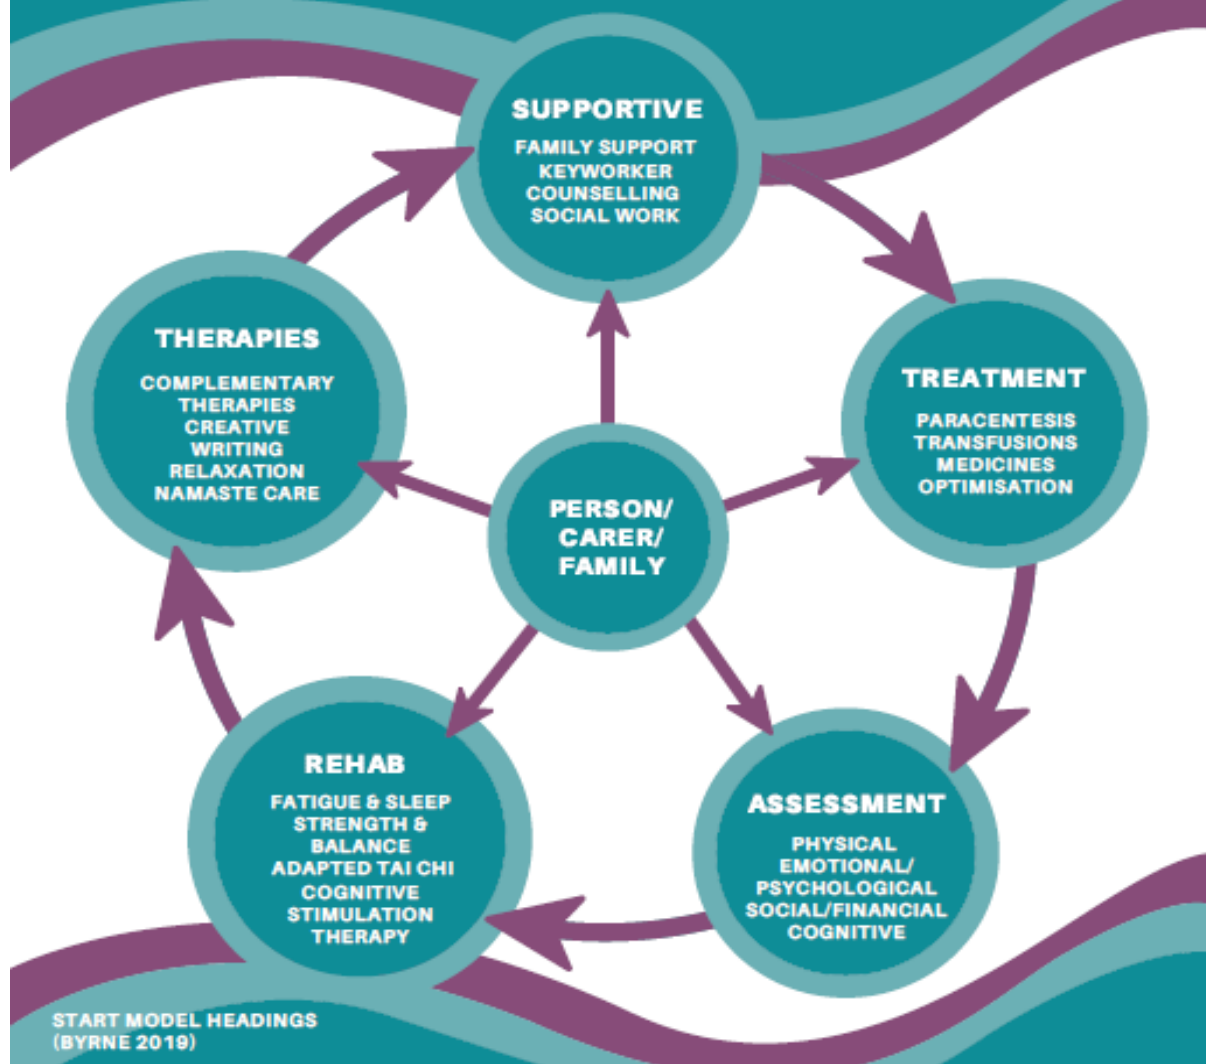 SUPPORTIVE
FAMILY SUPPORT
KEYWORKER
COUNSELLING
SOCIAL WORK
TREATMENT
PARACENTESIS
TRANSFUSIONS
MEDICINES
OPTIMISATION
ASSESSMENT
PHYSICAL
EMOTIONAL/
PSYCHOLOGICAL
SOCIAL/FINANCIAL
COGNITIVE
REHAB
FATIGUE & SLEEP
STRENGTH &
BALANCE
ADAPTED TAI CHI
COGNITIVE
STIMULATION
THERAPY
THERAPIES
COMPLEMENTARY
THERAPIES
CREATIVE
WRITING
RELAXATION
NAMASTE CARE
PERSON/
CARER/
FAMILY
START MODEL HEADINGS
(BYRNE 2019)